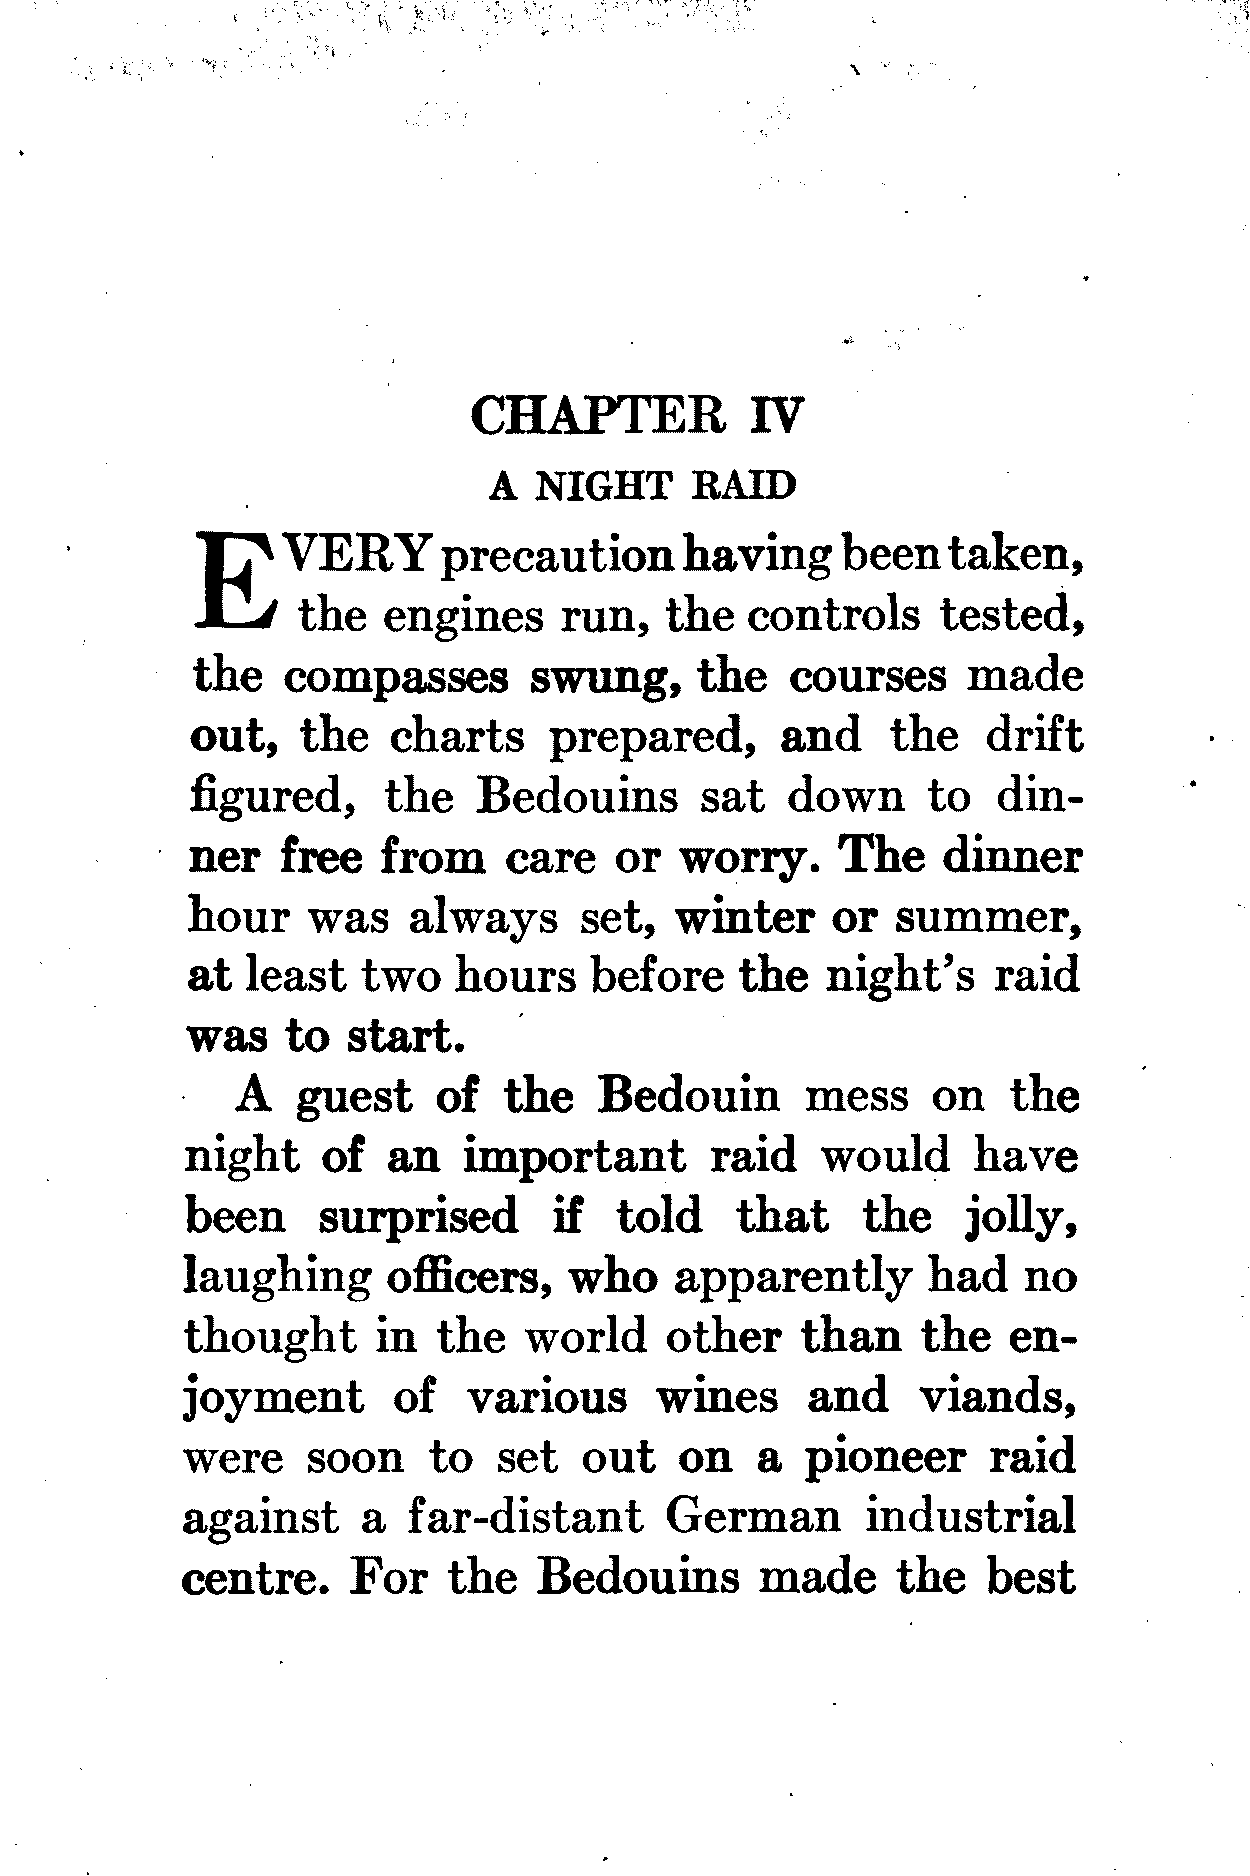 CHAPTER IV
A NIGHT RAID
EVERY precaution having been taken,
the engines run, the controls tested,
the compasses swung, the courses made
out, the charts prepared, and the drift
figured, the Bedouins sat down to din-
ner free from care or worry. The dinner
hour was always set, winter or summer,
at least two hours before the night's raid
was to start.
A guest of the Bedouin mess on the
night of an important raid would have
been surprised if told that the jolly,
laughing officers, who apparently had no
thought in the world other than the en-
joyment of various wines and viands,
were soon to set out on a pioneer raid
against a far-distant German industrial
centre. For the Bedouins made the best